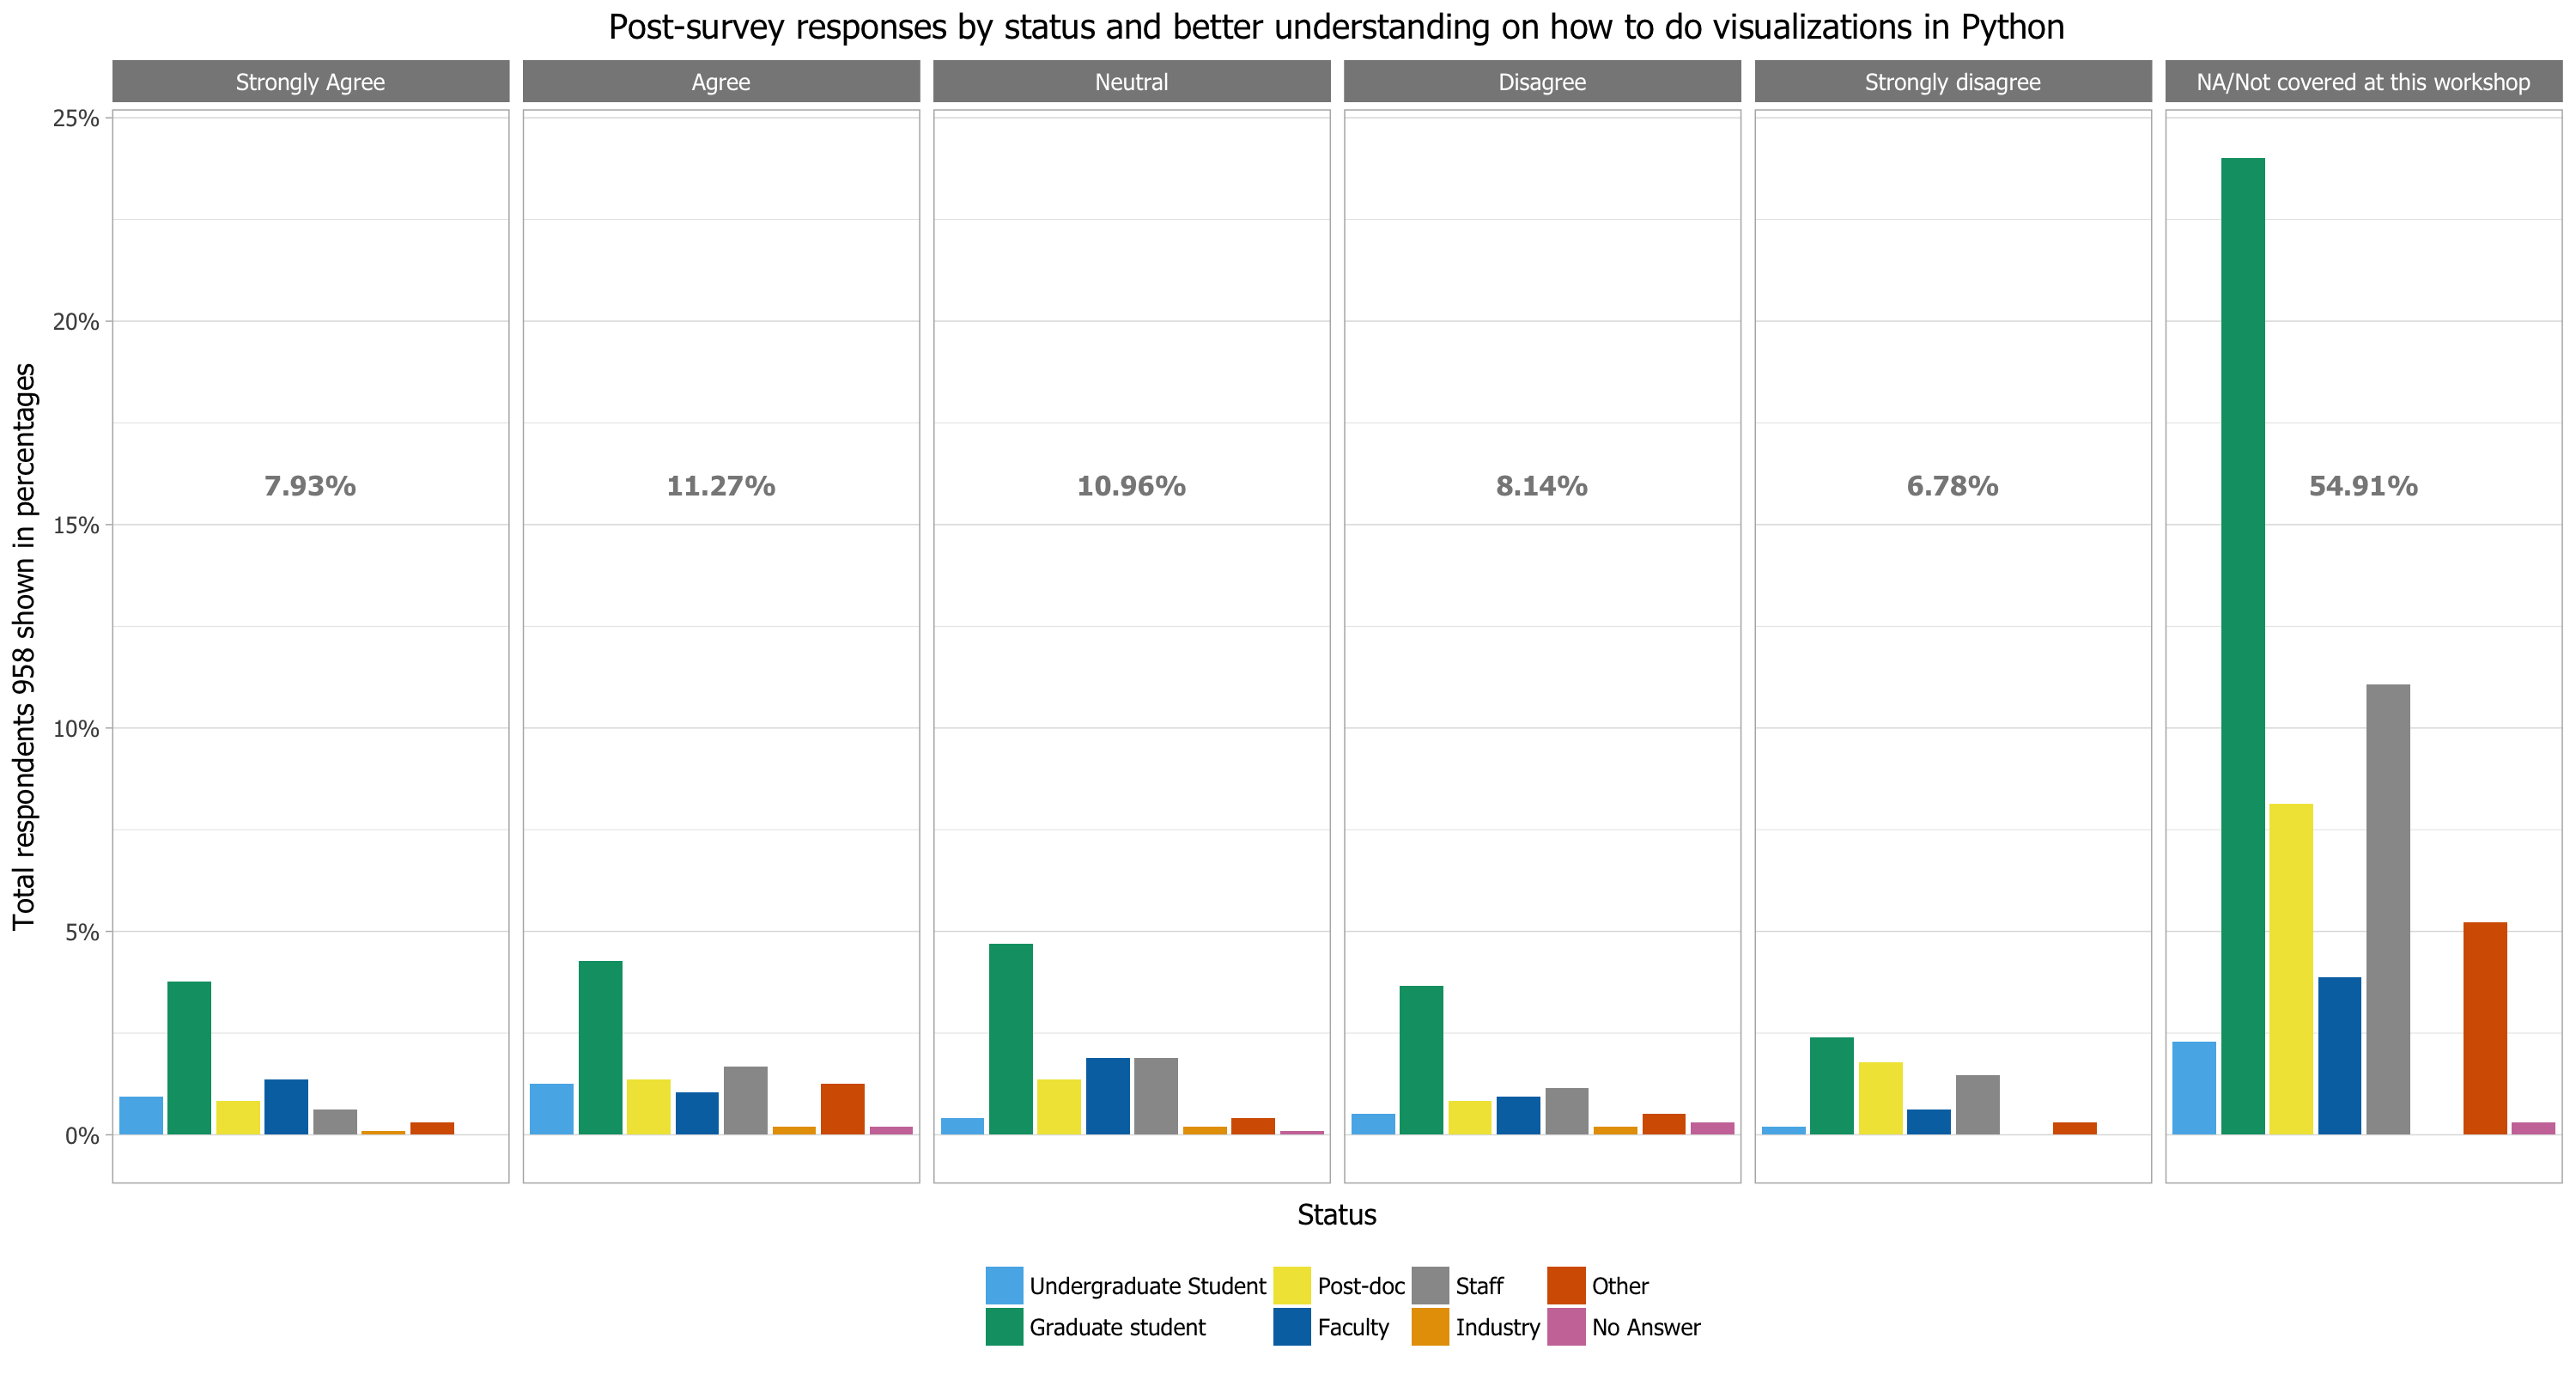 Post-survey responses by status and better understanding on how to do visualizations in Python
Strongly Agree
Agree
Neutral
Disagree
Strongly disagree
NA/Not covered at this workshop
Total respondents 958 shown in percentages
25%
20%
15%
10%
5%
0%
7.93%
11.27%
10.96%
8.14%
6.78%
54.91%
Status
Undergraduate Student
Post-doc
Staff
Other
Graduate student
Faculty
Industry
No Answer